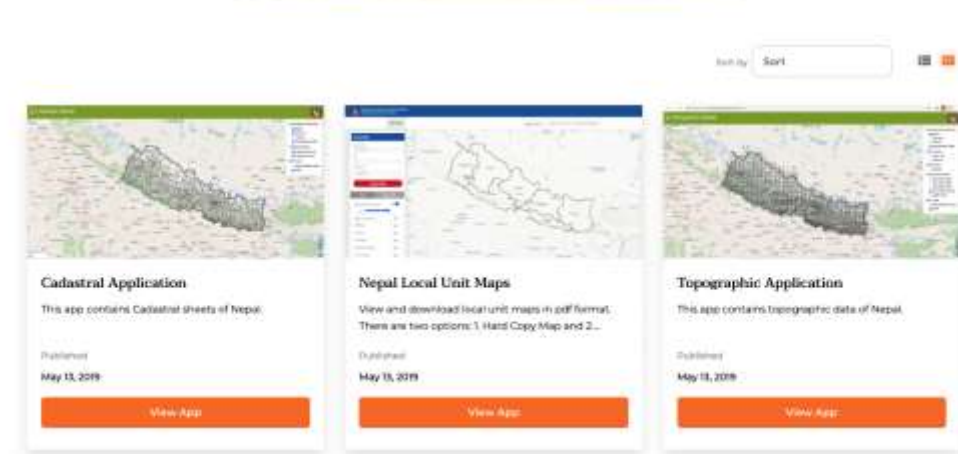 Sort by Sort
Cadastral Application
This app contains Cadastral sheets of Nepal.
Published
May 13, 2019
View App
Nepal Local Unit Maps
View and download local unit maps in pdf format.
There are two options: 1. Hard Copy Map and 2....
Published
May 13, 2019
View App
Topographic Application
This app contains topographic data of Nepal.
Published
May 13, 2019
View App